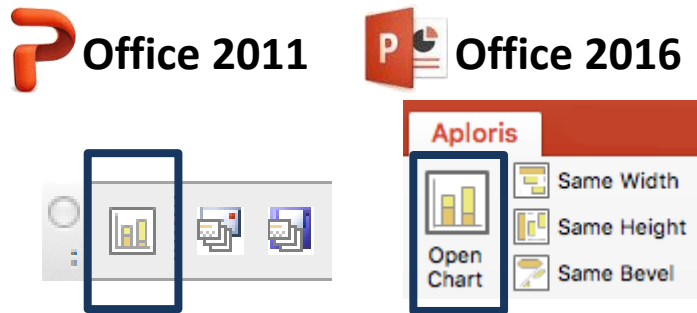 Office 2011
P Office 2016
Aploris
Open
Chart
Same Width
Same Height
Same Bevel